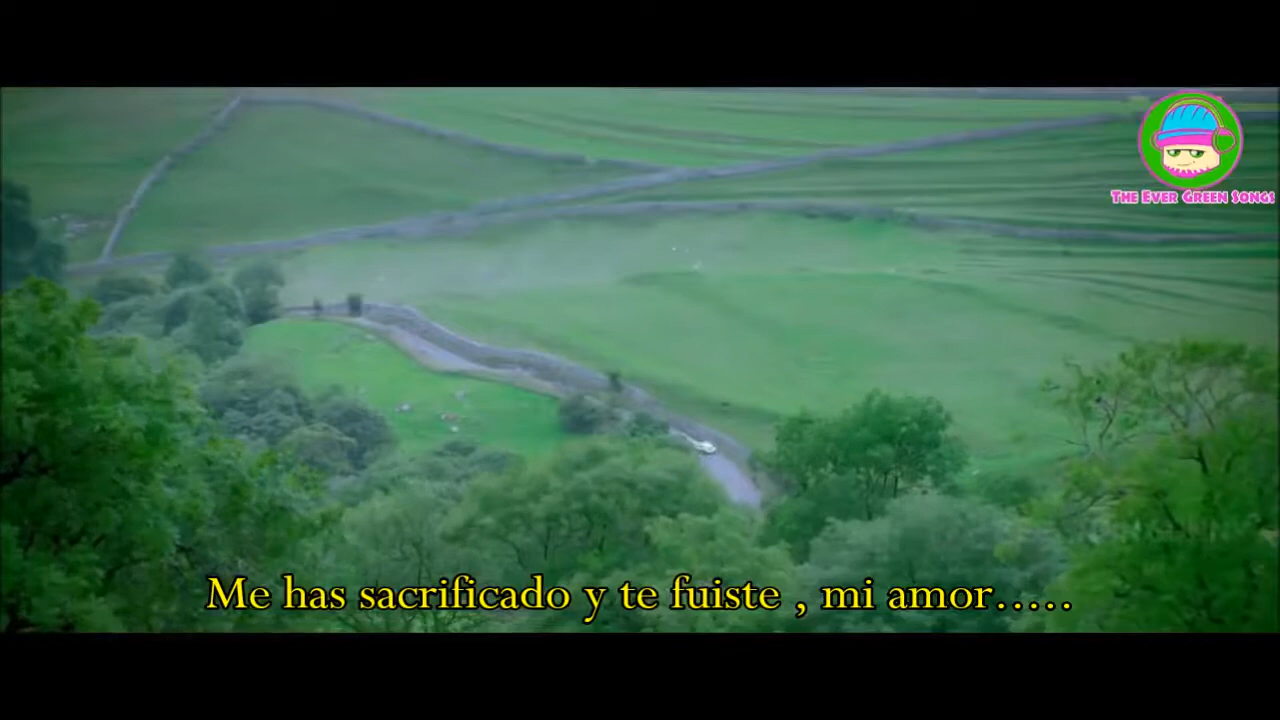 The Ever Green Songs
Me has sacrificado y te fuiste , mi amor.....